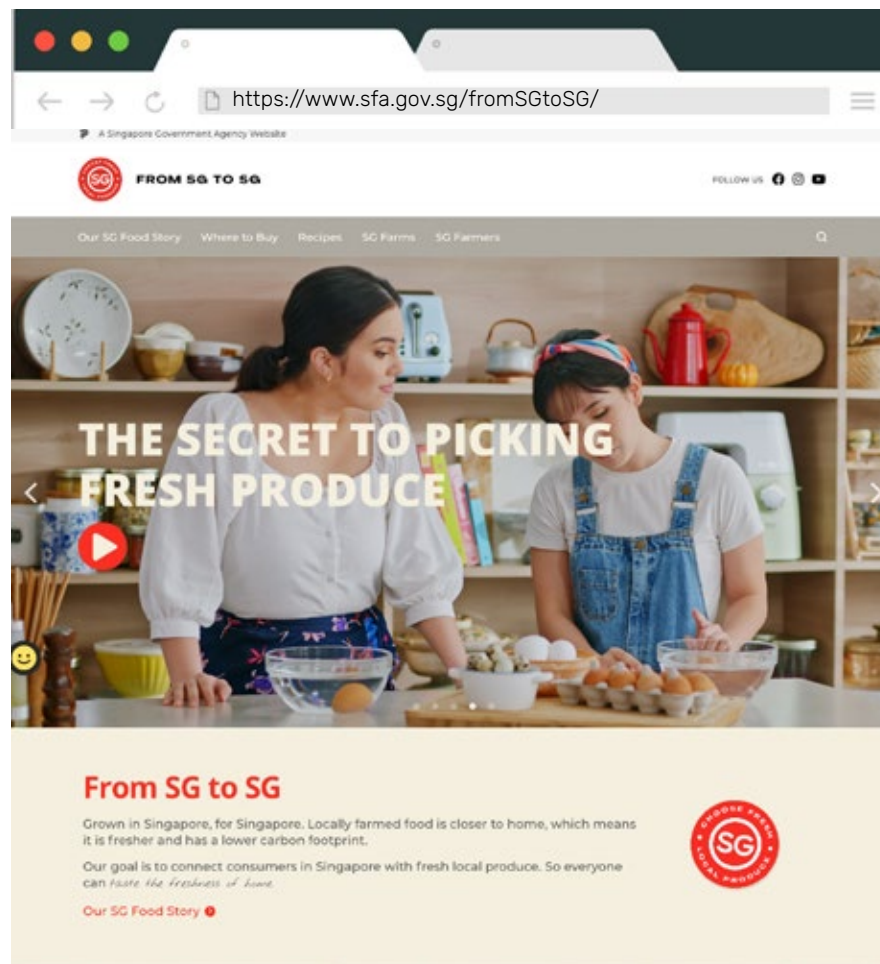 https://www.sfa.gov.sg/fromSGtoSG/
A Singapore Government Agency Website
SG
FROM SG TO SG
FOLLOW US
Our SG Food Story Where to Buy Recipes SG Farms SG Farmers
THE SECRET TO PICKING
FRESH PRODUCE
From SG to SG
Grown in Singapore, for Singapore. Locally farmed food is closer to home, which means
it is fresher and has a lower carbon footprint.
Our goal is to connect consumers in Singapore with fresh local produce. So everyone
can taste the freshness of home
Our SG Food Story
CHOOSE FRESH
SG
LOCAL PRODUCE